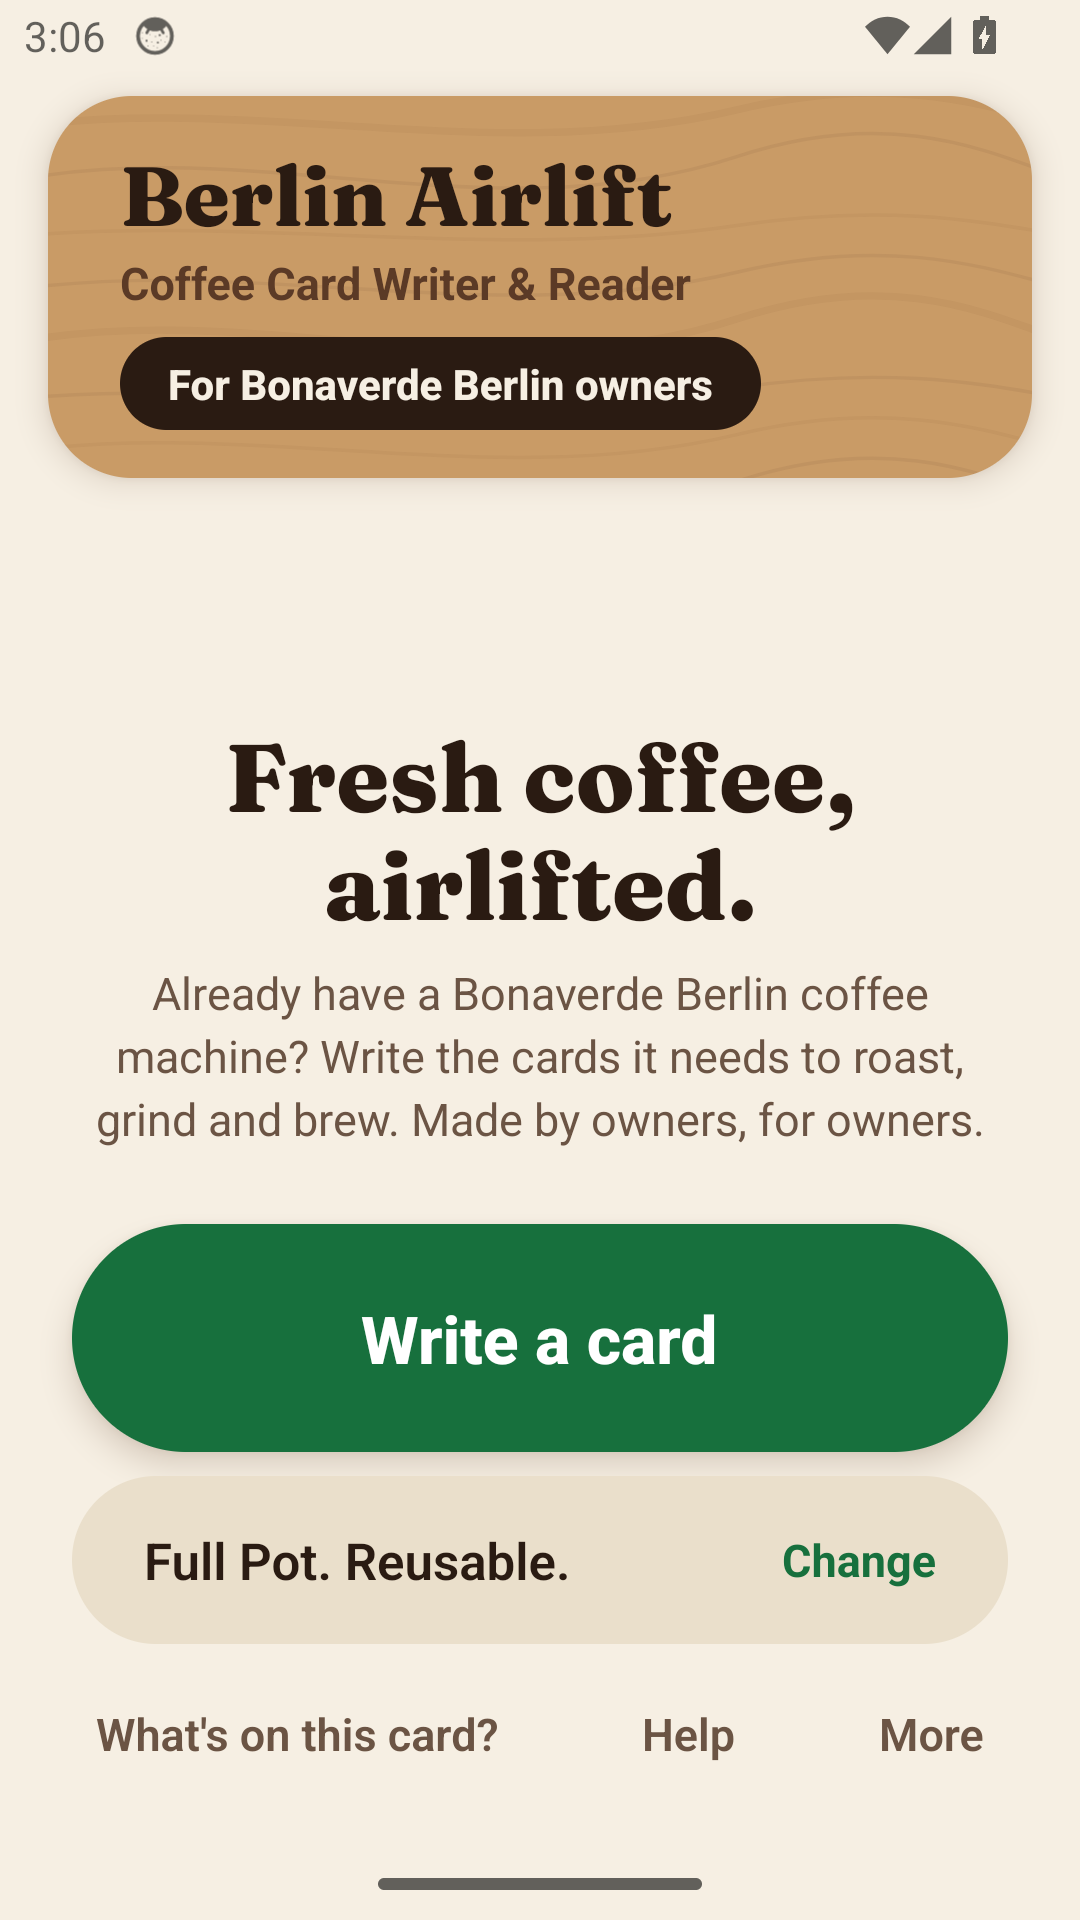 3:06
Berlin Airlift
Coffee Card Writer & Reader
For Bonaverde Berlin owners
Fresh coffee,
airlifted.
Already have a Bonaverde Berlin coffee
machine? Write the cards it needs to roast,
grind and brew. Made by owners, for owners.
Write a card
Full Pot. Reusable.
Change
What's on this card?
Help
More